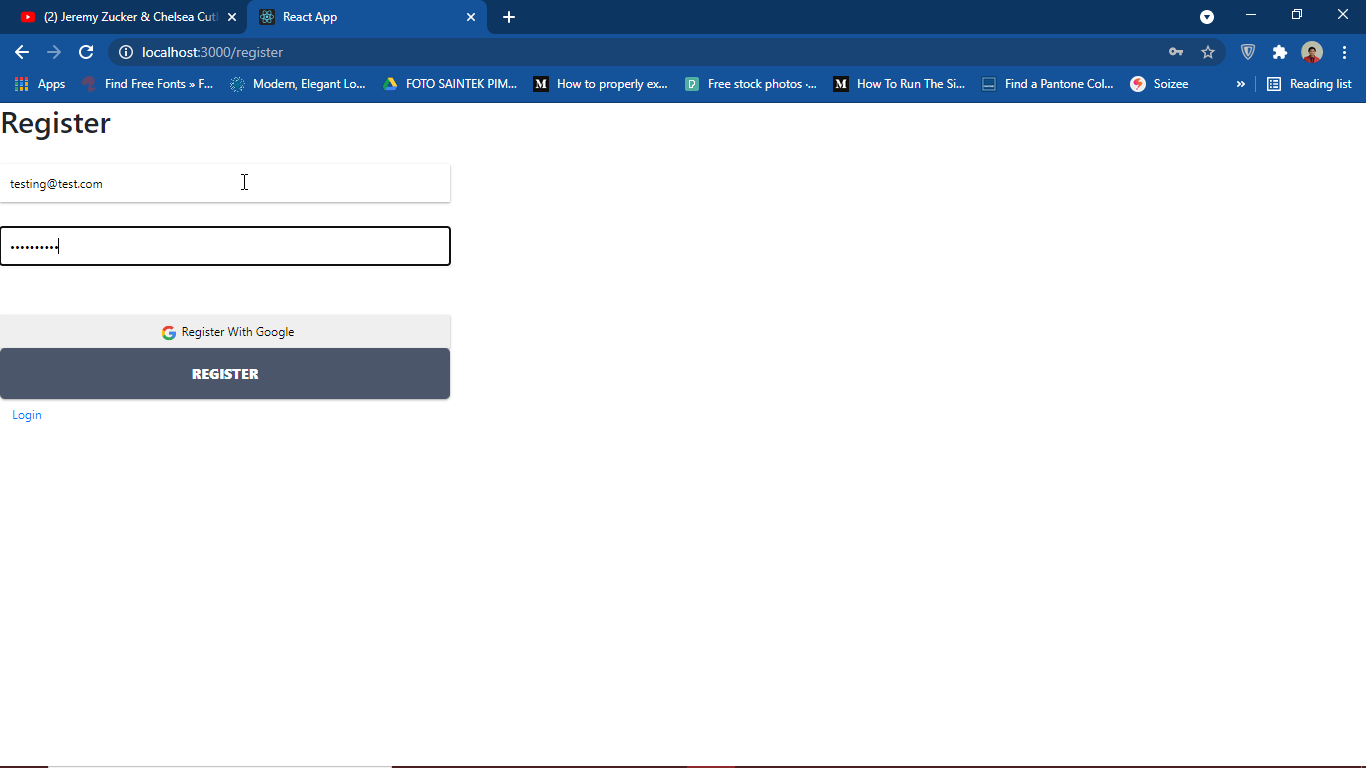 (2) Jeremy Zucker & Chelsea Cutl
React App
localhost:3000/register
Apps
Find Free Fonts » F...
Modern, Elegant Lo...
FOTO SAINTEK PIM...
M
How to properly ex...
Free stock photos ·...
M
How To Run The Si...
Find a Pantone Col...
Soizee
»
Reading list
Register
testing@test.com
••••••••••
Register With Google
REGISTER
Login